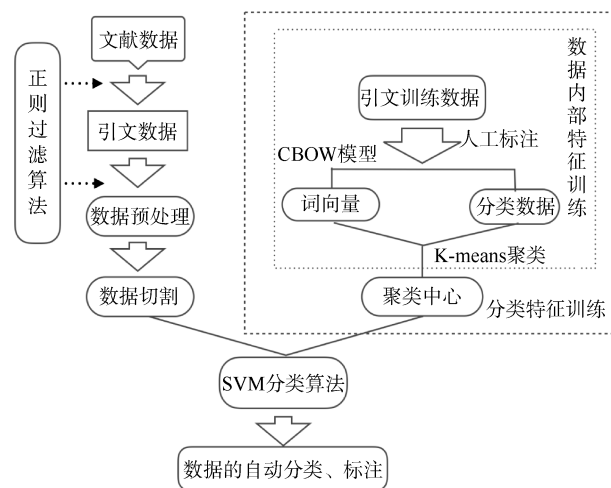 文献数据
正则过滤算法
引文数据
数据预处理
数据切割
数据内部特征训练
引文训练数据
人工标注
CBOW模型
词向量
分类数据
K-means聚类
聚类中心
分类特征训练
SVM分类算法
数据的自动分类、标注